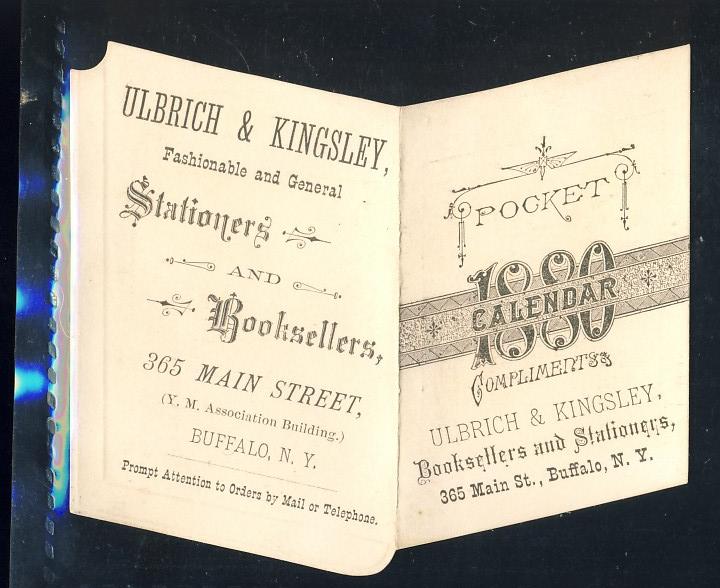 ULBRICH & KINGSLEY,
Fashionable and General
Stationers
AND
Booksellers,
365 MAIN STREET,
(Y. M. Association Building.)
BUFFALO, N. Y.
Prompt Attention to Orders by Mail or Telephone.
POCKET
1880
CALENDAR
COMPLIMENTS
ULBRICH & KINGSLEY,
Booksellers and Stationers,
365 Main St., Buffalo, N. Y.